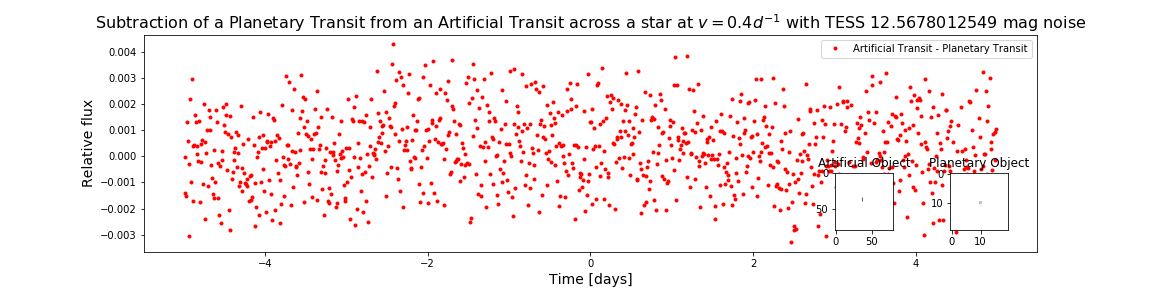 Subtraction of a Planetary Transit from an Artificial Transit across a star at v = 0.4d⁻¹ with TESS 12.5678012549 mag noise
Artificial Transit - Planetary Transit
Relative flux
0.004
0.003
0.002
0.001
0.000
−0.001
−0.002
−0.003
Artificial Object
0
50
0 50
Planetary Object
0
10
0 10
−4 −2 0 2 4
Time [days]